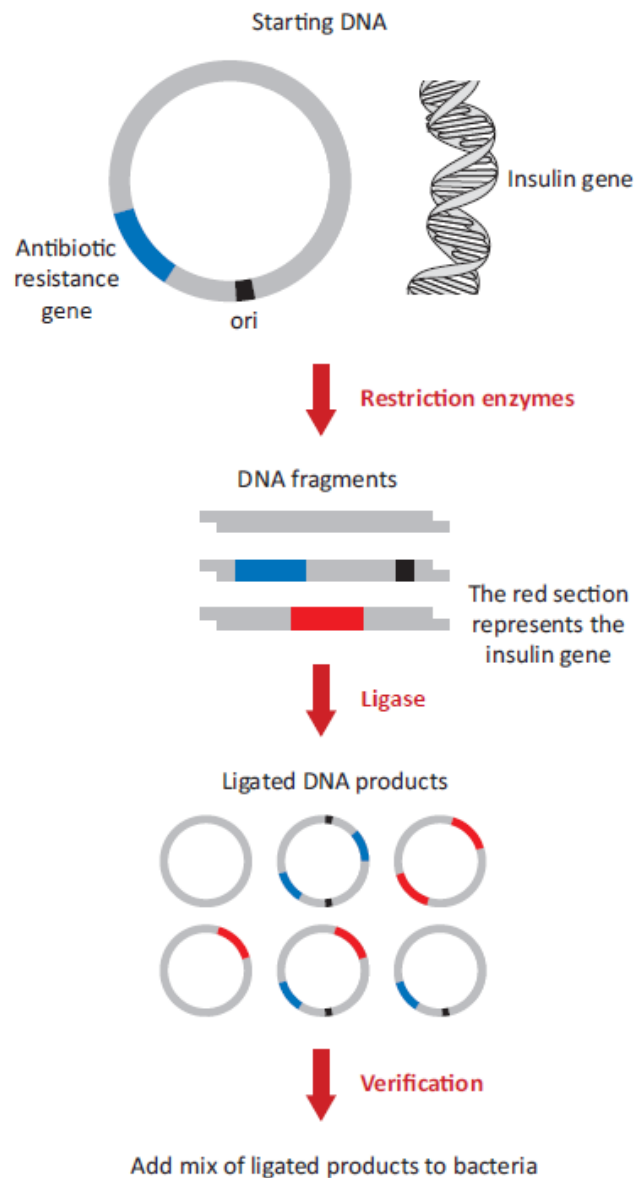 Starting DNA
Insulin gene
Antibiotic
resistance
gene
ori
Restriction enzymes
DNA fragments
The red section
represents the
insulin gene
Ligase
Ligated DNA products
Verification
Add mix of ligated products to bacteria